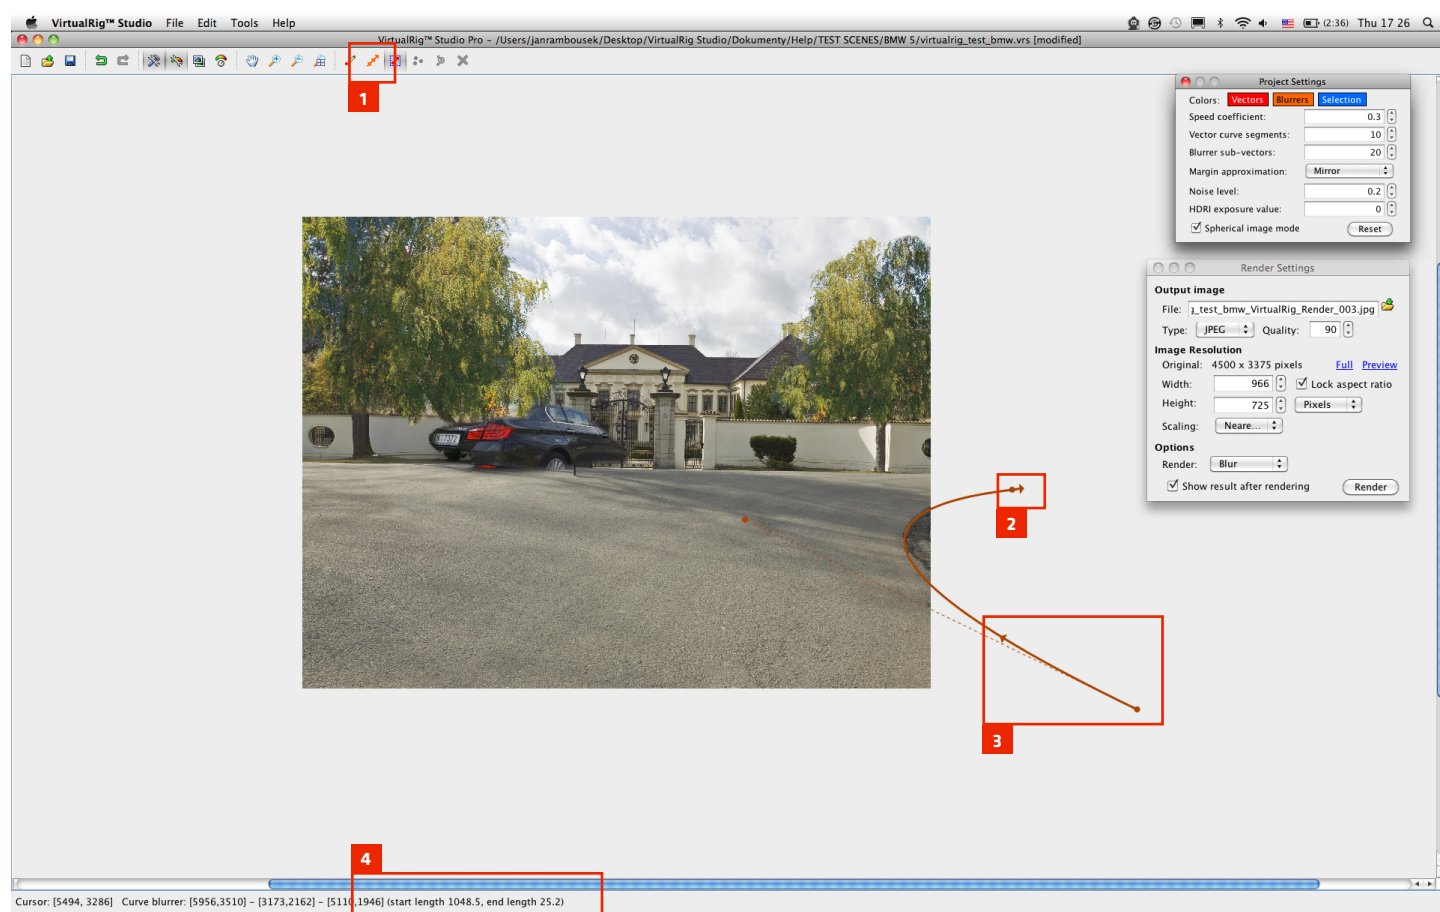 VirtualRig™ Studio File Edit Tools Help (2:36) Thu 17 26
VirtualRig™ Studio Pro – /Users/janrambousek/Desktop/VirtualRig Studio/Dokumenty/Help/TEST SCENES/BMW 5/virtualrig_test_bmw.vrs [modified]
1
Project Settings
Colors: Vectors Blurrers Selection
Speed coefficient: 0.3
Vector curve segments: 10
Blurrer sub-vectors: 20
Margin approximation: Mirror
Noise level: 0.2
HDRI exposure value: 0
Spherical image mode Reset
Render Settings
Output image
File: _test_bmw_VirtualRig_Render_003.jpg
Type: JPEG Quality: 90
Image Resolution
Original: 4500 x 3375 pixels Full Preview
Width: 966 Lock aspect ratio
Height: 725 Pixels
Scaling: Neare...
Options
Render: Blur
Show result after rendering Render
2
3
4
Cursor: [5494, 3286] Curve blurrer: [5956,3510] – [3173,2162] – [5110,1946] (start length 1048.5, end length 25.2)